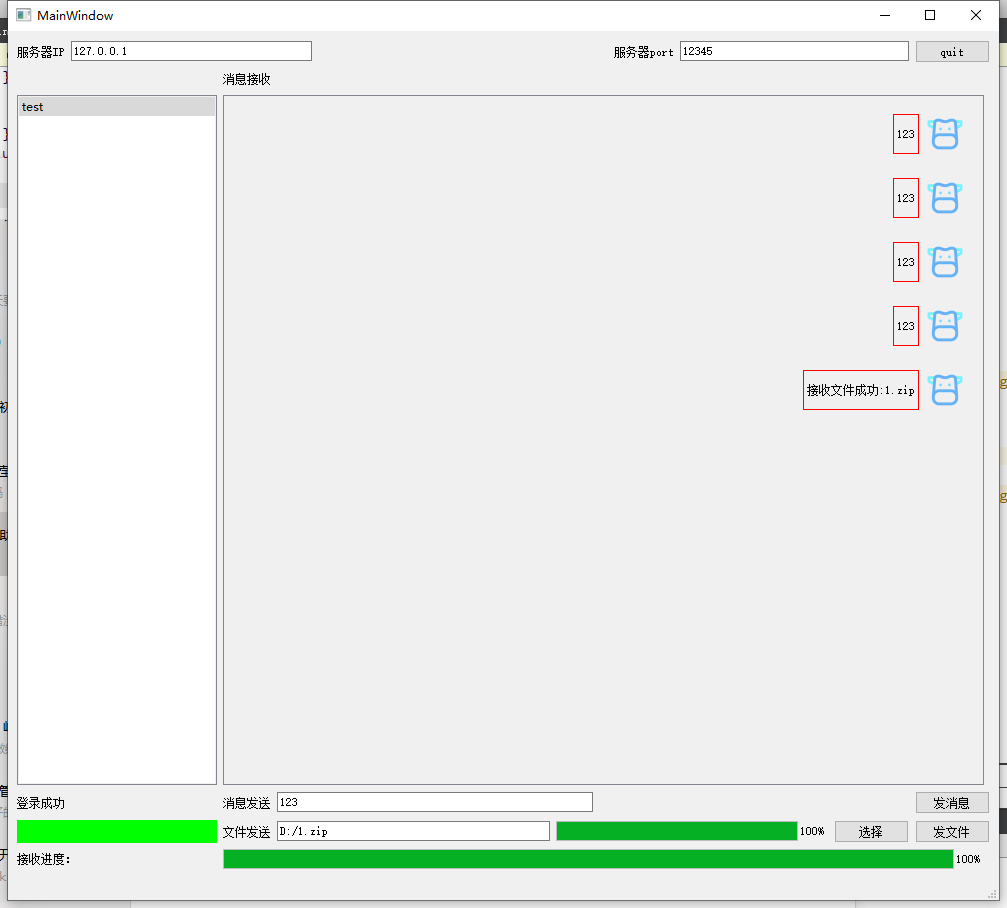 MainWindow
服务器IP 127.0.0.1 服务器port 12345 quit
消息接收
test
123
123
123
123
接收文件成功:1.zip
登录成功 消息发送 123 发消息
文件发送 D:/1.zip 100% 选择 发文件
接收进度: 100%